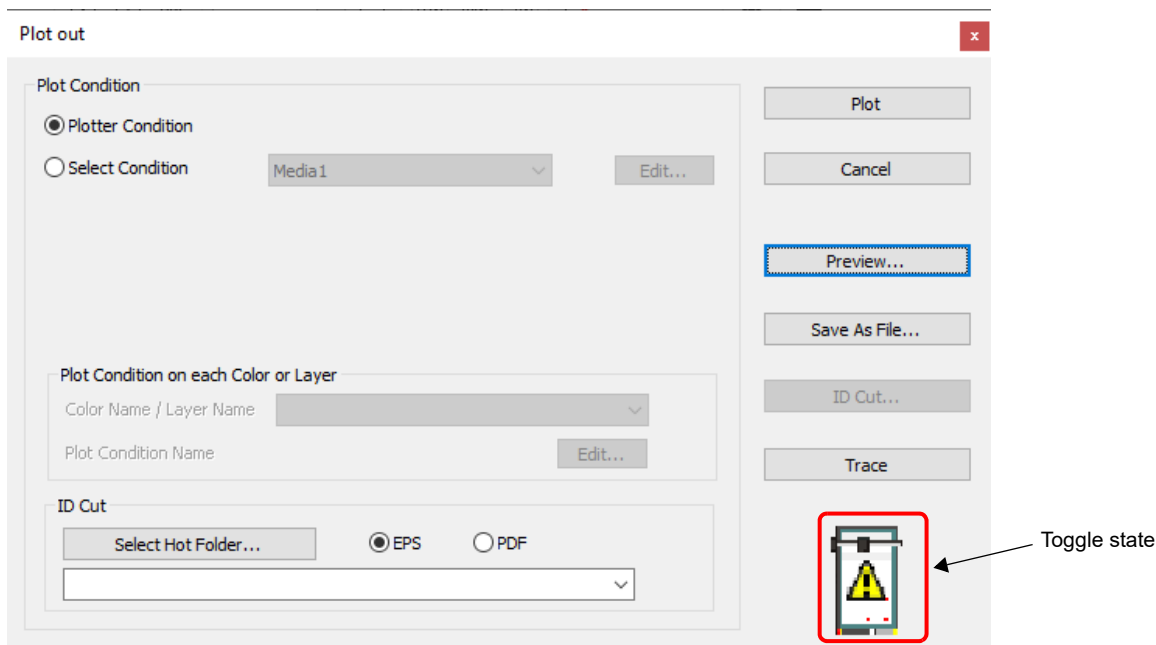 Plot out
x
Plot Condition
Plotter Condition
Select Condition
Media1
Edit...
Plot Condition on each Color or Layer
Color Name / Layer Name
Plot Condition Name
Edit...
ID Cut
Select Hot Folder...
EPS
PDF
Plot
Cancel
Preview...
Save As File...
ID Cut...
Trace
Toggle state